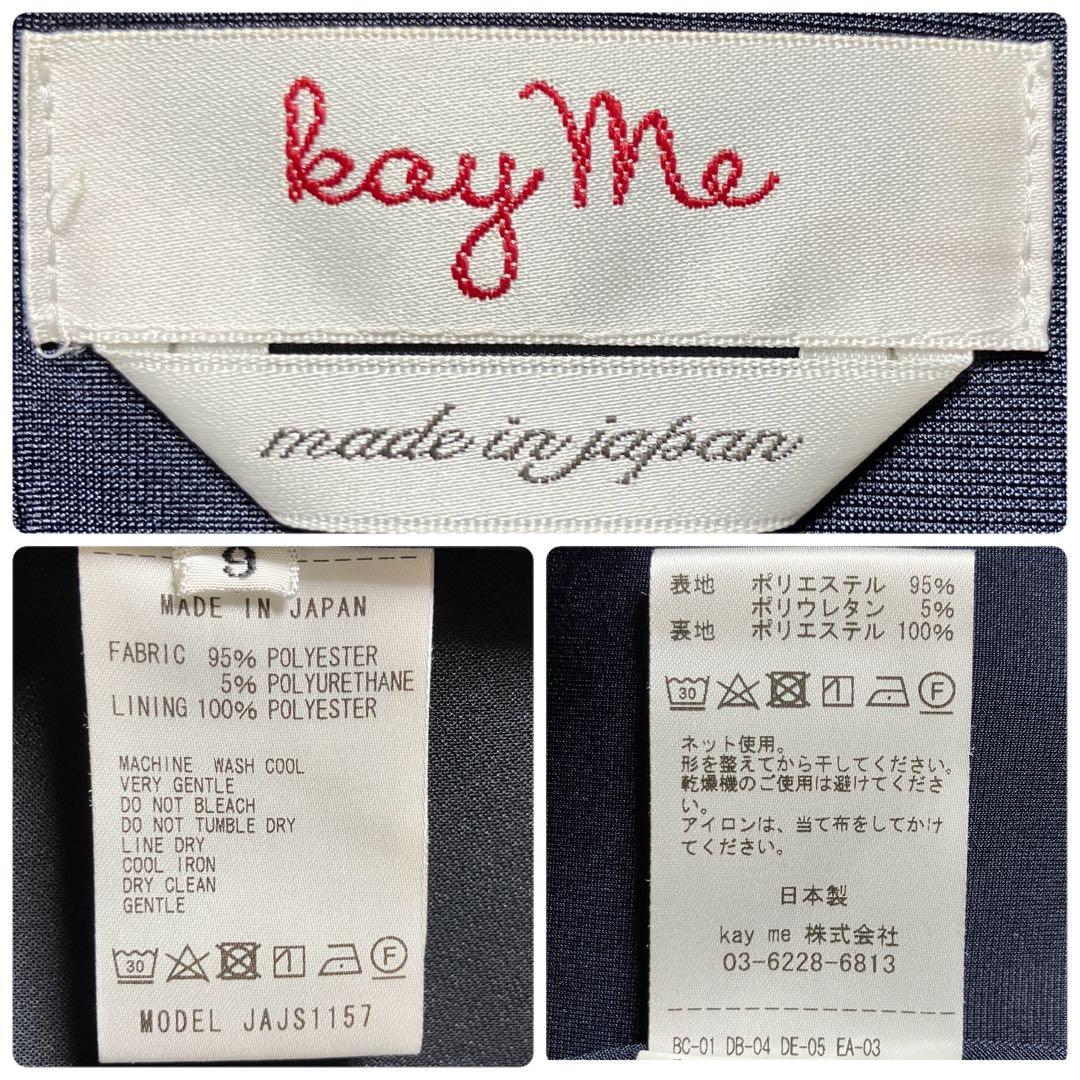 kay me
made in japan
9
MADE IN JAPAN
FABRIC 95% POLYESTER
5% POLYURETHANE
LINING 100% POLYESTER
MACHINE WASH COOL
VERY GENTLE
DO NOT BLEACH
DO NOT TUMBLE DRY
LINE DRY
COOL IRON
DRY CLEAN
GENTLE
30 F
MODEL JAJS1157
表地 ポリエステル 95%
ポリウレタン 5%
裏地 ポリエステル 100%
30 F
ネット使用。
形を整えてから干してください。
乾燥機のご使用は避けてくださ
い。
アイロンは、当て布をしてかけ
てください。
日本製
kay me 株式会社
03-6228-6813
BC-01 DB-04 DE-05 EA-03